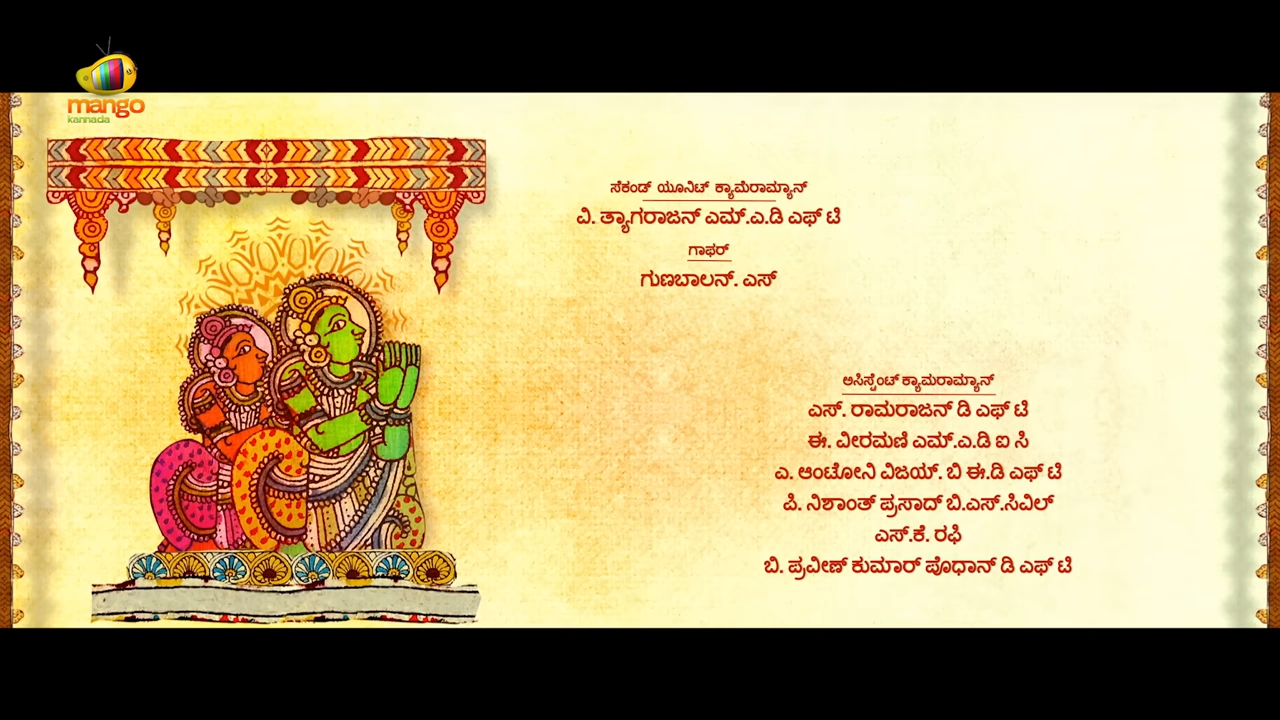 mango
kannada
ಸೆಕಂಡ್ ಯೂನಿಟ್ ಕ್ಯಾಮೆರಾಮ್ಯಾನ್
ವಿ. ತ್ಯಾಗರಾಜನ್ ಎಮ್.ಎ.ಡಿ ಎಫ್ ಟಿ
ಗಾಫರ್
ಗುಣಬಾಲನ್. ಎಸ್
ಅಸಿಸ್ಟೆಂಟ್ ಕ್ಯಾಮರಾಮ್ಯಾನ್
ಎಸ್. ರಾಮರಾಜನ್ ಡಿ ಎಫ್ ಟಿ
ಈ. ವೀರಮಣಿ ಎಮ್.ಎ.ಡಿ ಐ ಸಿ
ಎ. ಆಂಟೋನಿ ವಿಜಯ್. ಬಿ ಈ.ಡಿ ಎಫ್ ಟಿ
ಪಿ. ನಿಶಾಂತ್ ಪ್ರಸಾದ್ ಬಿ.ಎಸ್.ಸಿವಿಲ್
ಎಸ್.ಕೆ. ರಫಿ
ಬಿ. ಪ್ರವೀಣ್ ಕುಮಾರ್ ಪೊಧಾನ್ ಡಿ ಎಫ್ ಟಿ